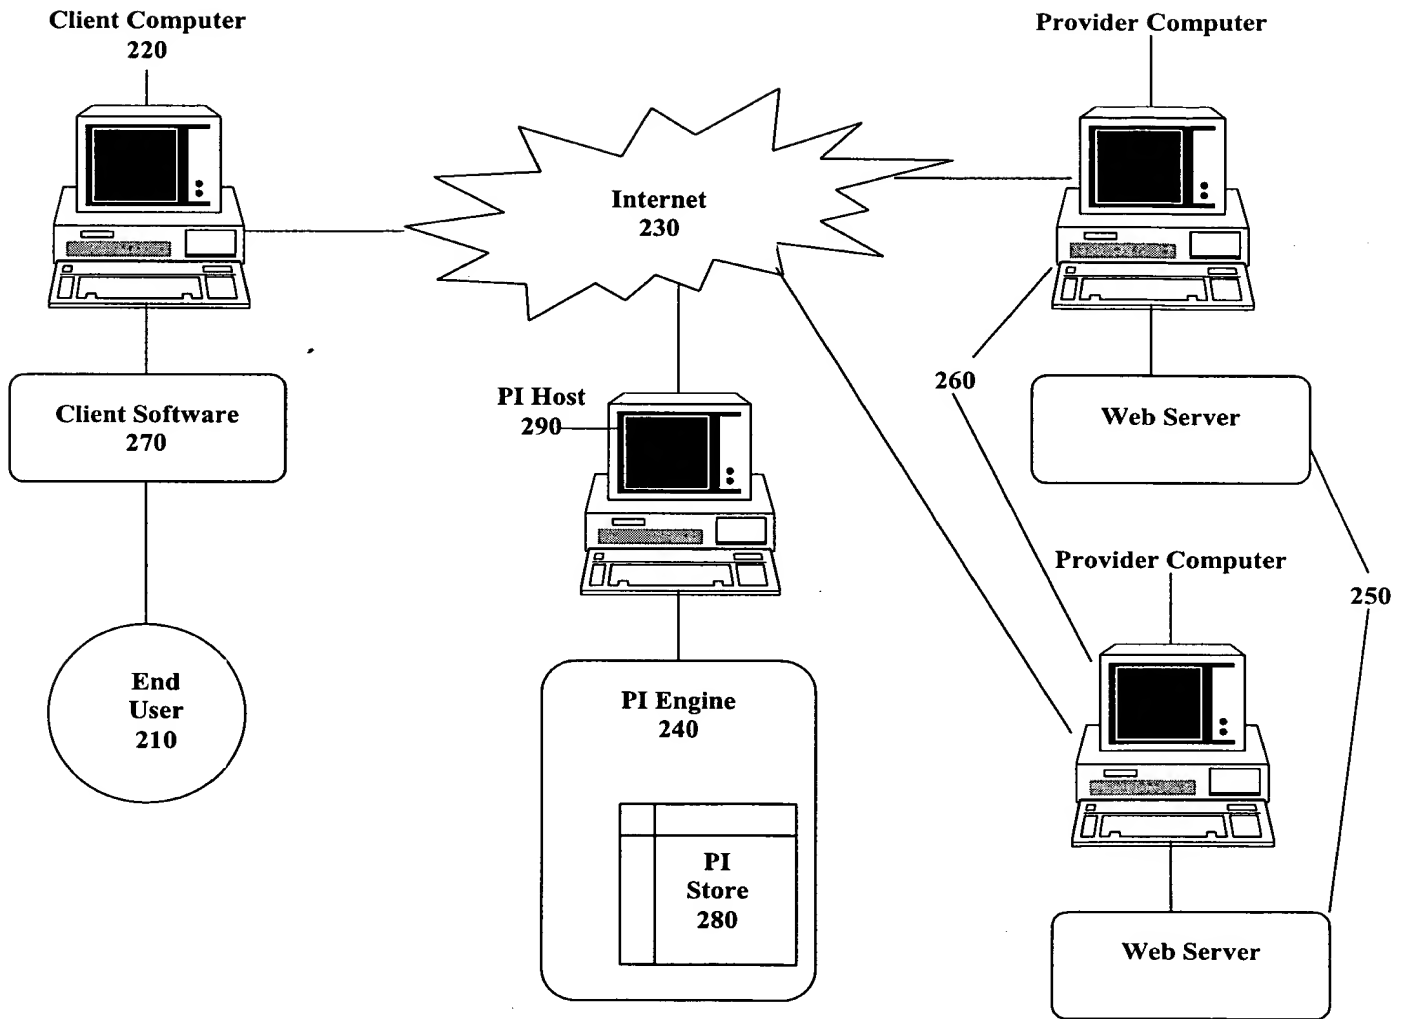 Client Computer
220
Provider Computer
Internet
230
260
PI Host
290
Client Software
270
Web Server
Provider Computer
250
End
User
210
PI Engine
240
PI
Store
280
Web Server